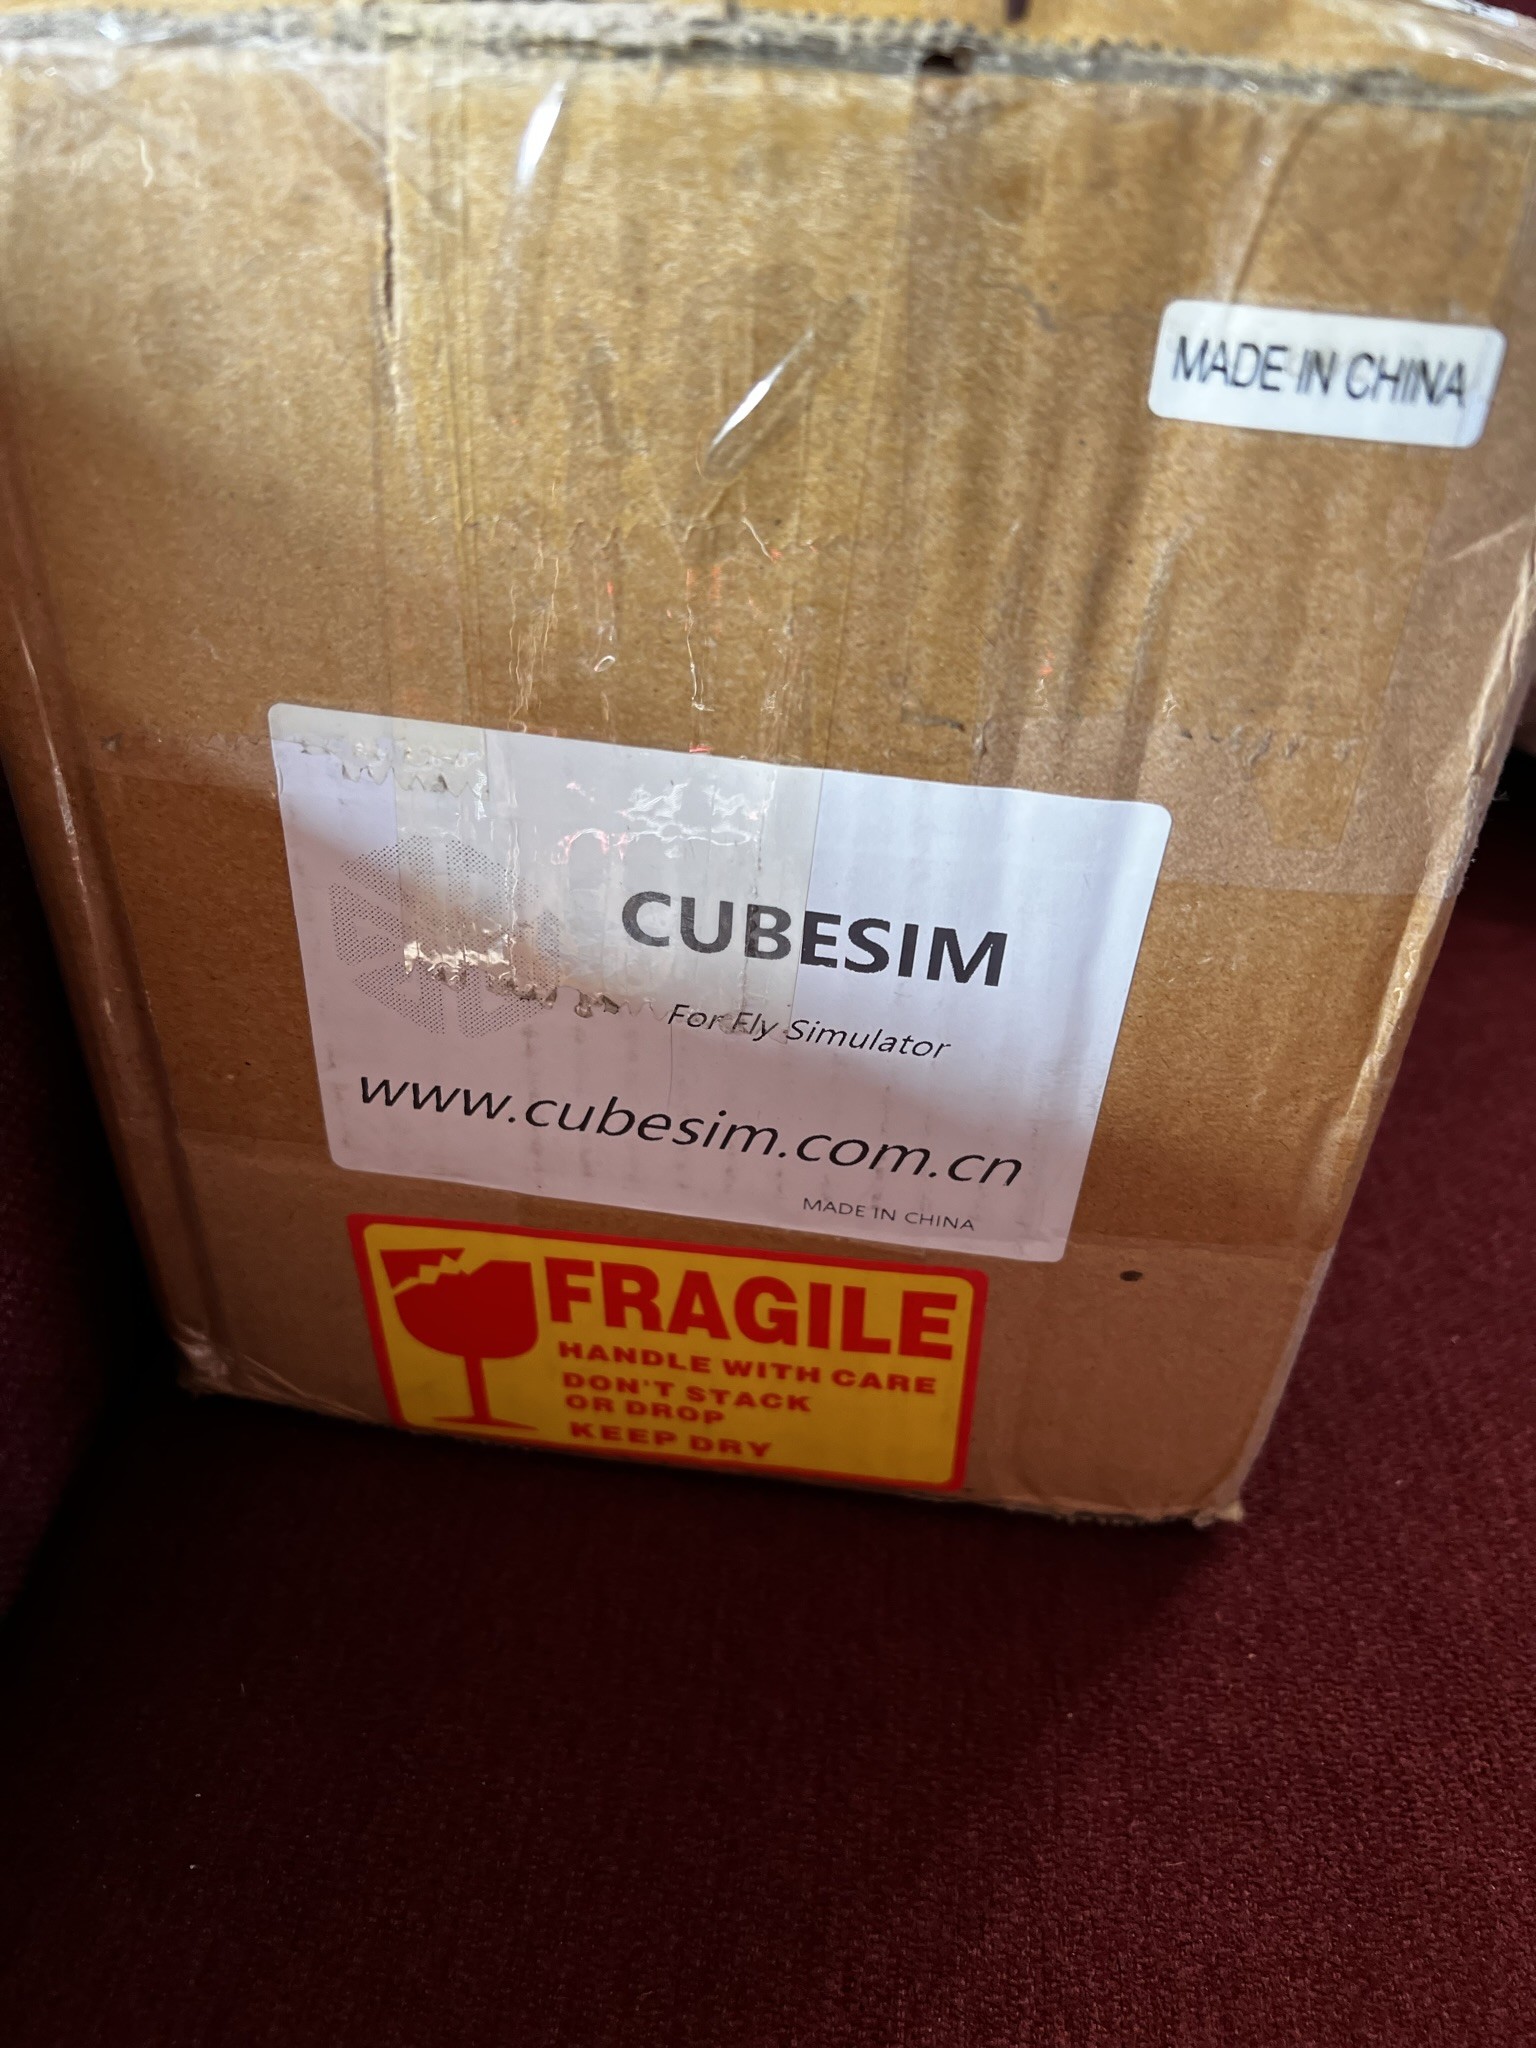 MADE IN CHINA
CUBESIM
For Fly Simulator
www.cubesim.com.cn
MADE IN CHINA
FRAGILE
HANDLE WITH CARE
DON'T STACK
OR DROP
KEEP DRY